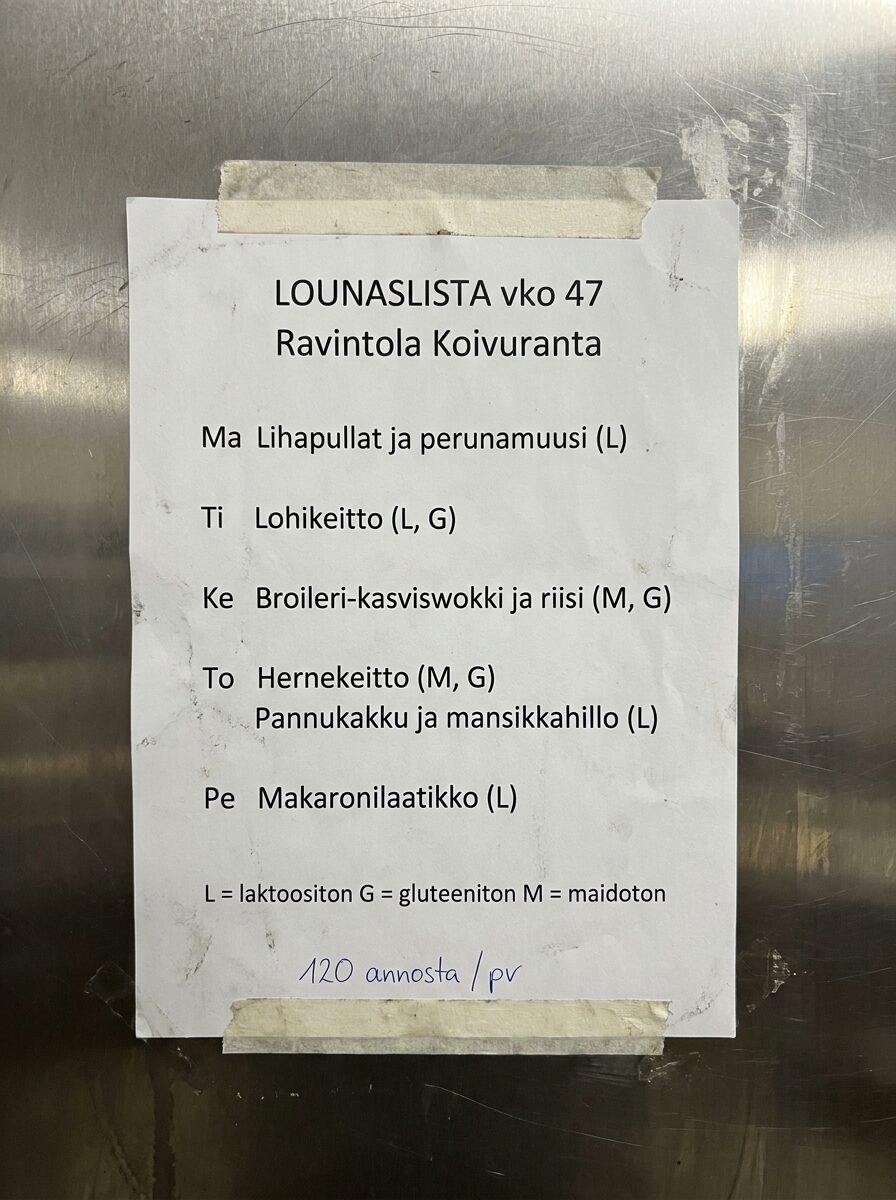 LOUNASLISTA vko 47
Ravintola Koivuranta
Ma Lihapullat ja perunamuusi (L)
Ti Lohikeitto (L, G)
Ke Broileri-kasviswokki ja riisi (M, G)
To Hernekeitto (M, G)
Pannukakku ja mansikkahillo (L)
Pe Makaronilaatikko (L)
L = laktoositon G = gluteeniton M = maidoton
120 annosta / pv